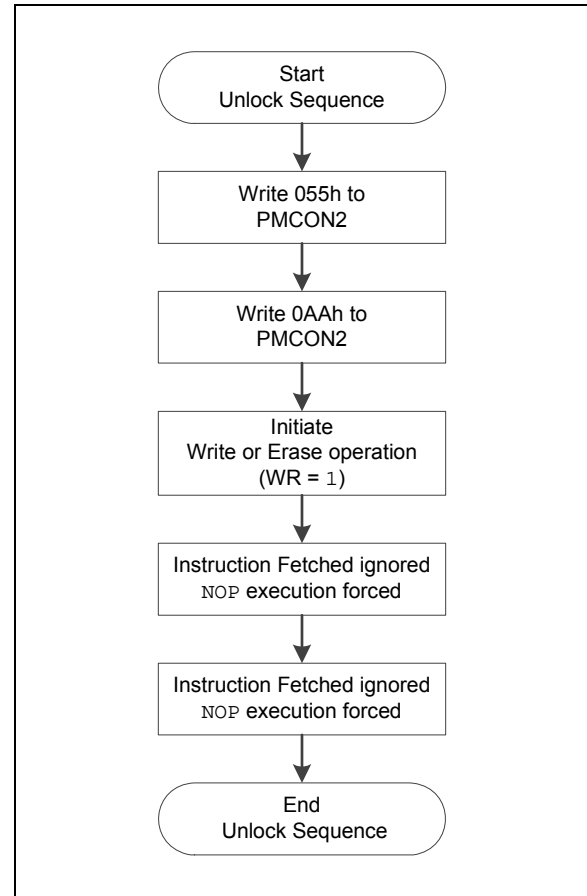 Start
Unlock Sequence
Write 055h to
PMCON2
Write 0AAh to
PMCON2
Initiate
Write or Erase operation
(WR = 1)
Instruction Fetched ignored
NOP execution forced
Instruction Fetched ignored
NOP execution forced
End
Unlock Sequence